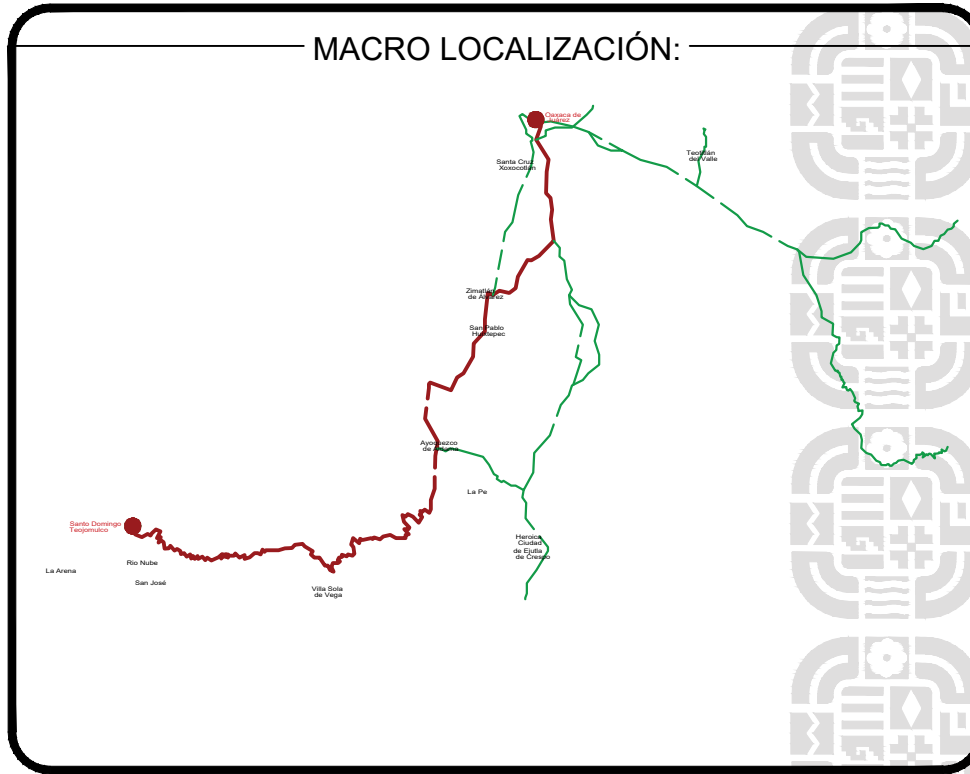 MACRO LOCALIZACIÓN:
Oaxaca de
Juárez
Teotitlán
del Valle
Santa Cruz
Xoxocotlán
Zimatlán
de Álvarez
San Pablo
Huixtepec
Ayoquezco
de Aldama
La Pe
Santo Domingo
Teojomulco
Heroica
Ciudad
de Ejutla
de Crespo
Rio Nube
La Arena
San José
Villa Sola
de Vega